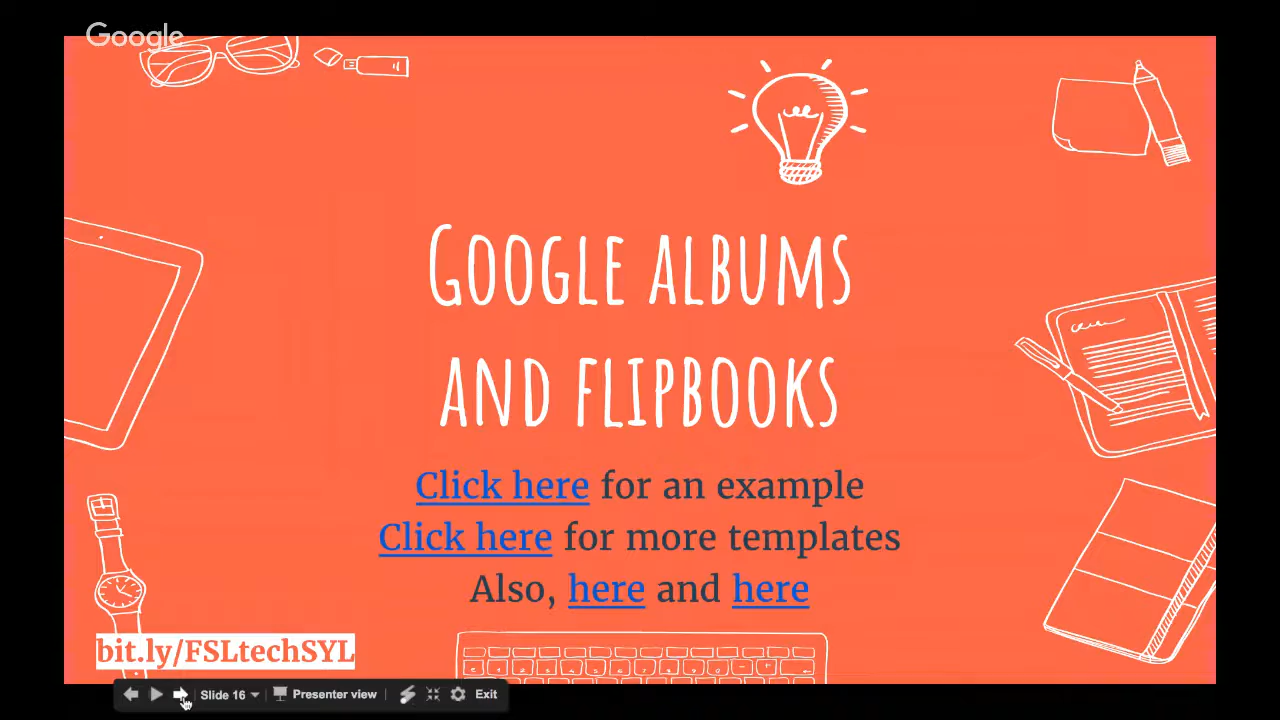 Google
GOOGLE ALBUMS
AND FLIPBOOKS
Click here for an example
Click here for more templates
Also, here and here
bit.ly/FSLtechSYL
Slide 16
Presenter view
Exit